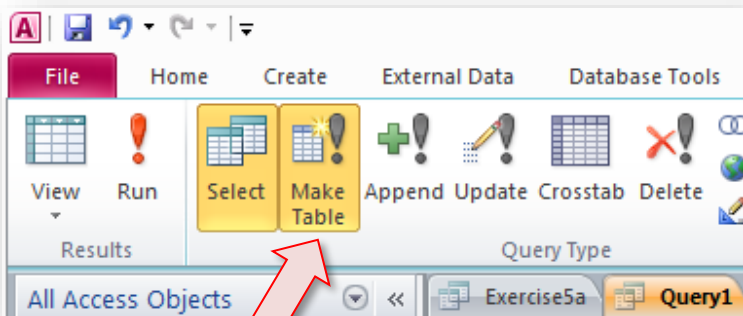 A
File Home Create External Data Database Tools
View Run Select Make Table Append Update Crosstab Delete
Results Query Type
All Access Objects « Exercise5a Query1